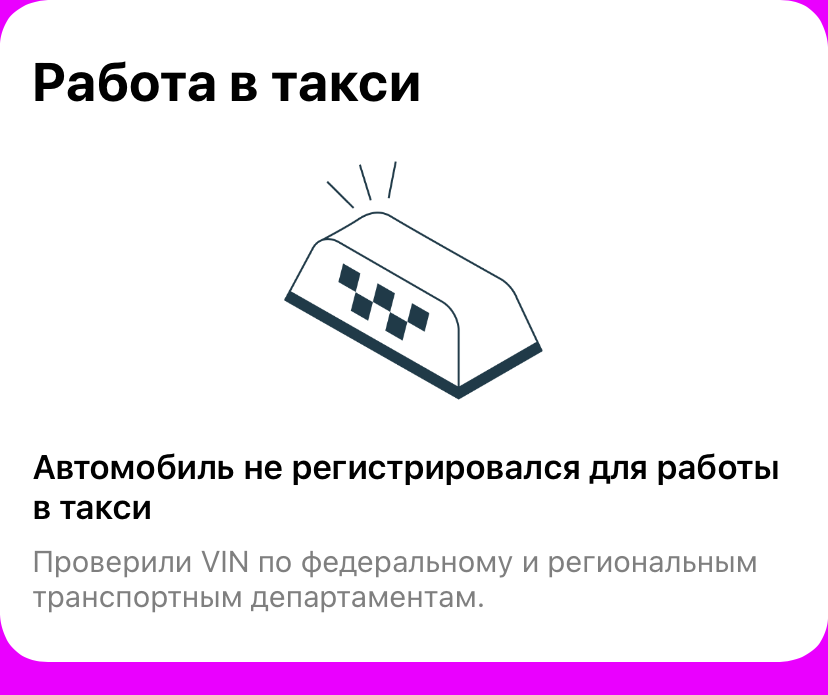 Работа в такси
Автомобиль не регистрировался для работы
в такси
Проверили VIN по федеральному и региональным
транспортным департаментам.